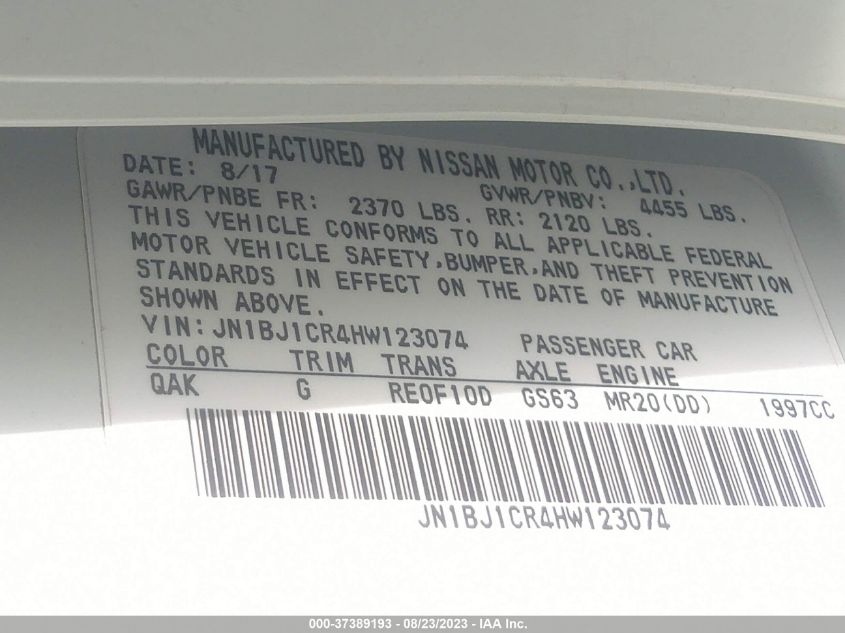 MANUFACTURED BY NISSAN MOTOR CO.,LTD.
DATE: 8/17 GVWR/PNBV: 4455 LBS.
GAWR/PNBE FR: 2370 LBS. RR: 2120 LBS.
THIS VEHICLE CONFORMS TO ALL APPLICABLE FEDERAL
MOTOR VEHICLE SAFETY,BUMPER,AND THEFT PREVENTION
STANDARDS IN EFFECT ON THE DATE OF MANUFACTURE
SHOWN ABOVE.
VIN:JN1BJ1CR4HW123074 PASSENGER CAR
COLOR TRIM TRANS AXLE ENGINE
QAK G RE0F10D GS63 MR20(DD) 1997CC
JN1BJ1CR4HW123074
000-37389193 - 08/23/2023 - IAA Inc.